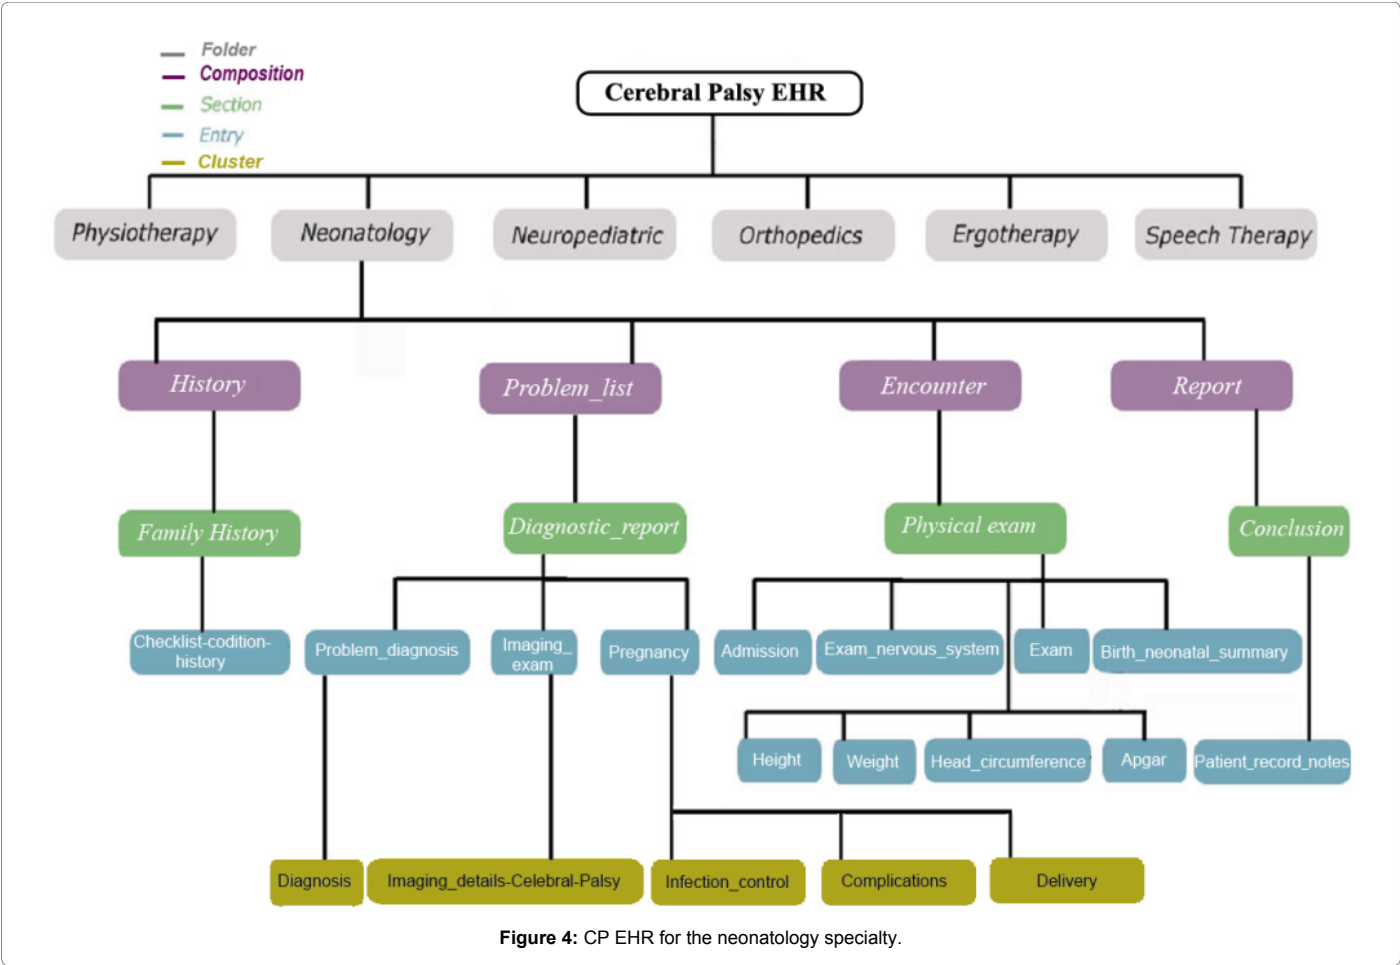 Folder
Composition
Section
Entry
Cluster
Cerebral Palsy EHR
Physiotherapy
Neonatology
Neuropediatric
Orthopedics
Ergotherapy
Speech Therapy
History
Problem_list
Encounter
Report
Family History
Diagnostic_report
Physical exam
Conclusion
Checklist-codition-
history
Problem_diagnosis
Imaging_
exam
Pregnancy
Admission
Exam_nervous_system
Exam
Birth_neonatal_summary
Height
Weight
Head_circumference
Apgar
Patient_record_notes
Diagnosis
Imaging_details-Celebral-Palsy
Infection_control
Complications
Delivery
Figure 4: CP EHR for the neonatology specialty.